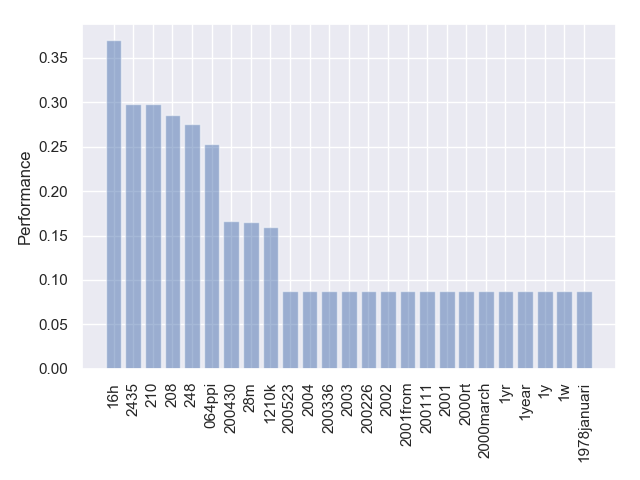 Performance
0.35
0.30
0.25
0.20
0.15
0.10
0.05
0.00
16h
2435
210
208
248
064ppi
200430
28m
1210k
200523
2004
200336
2003
200226
2002
2001from
200111
2001
2000rt
2000march
1yr
1year
1y
1w
1978januari